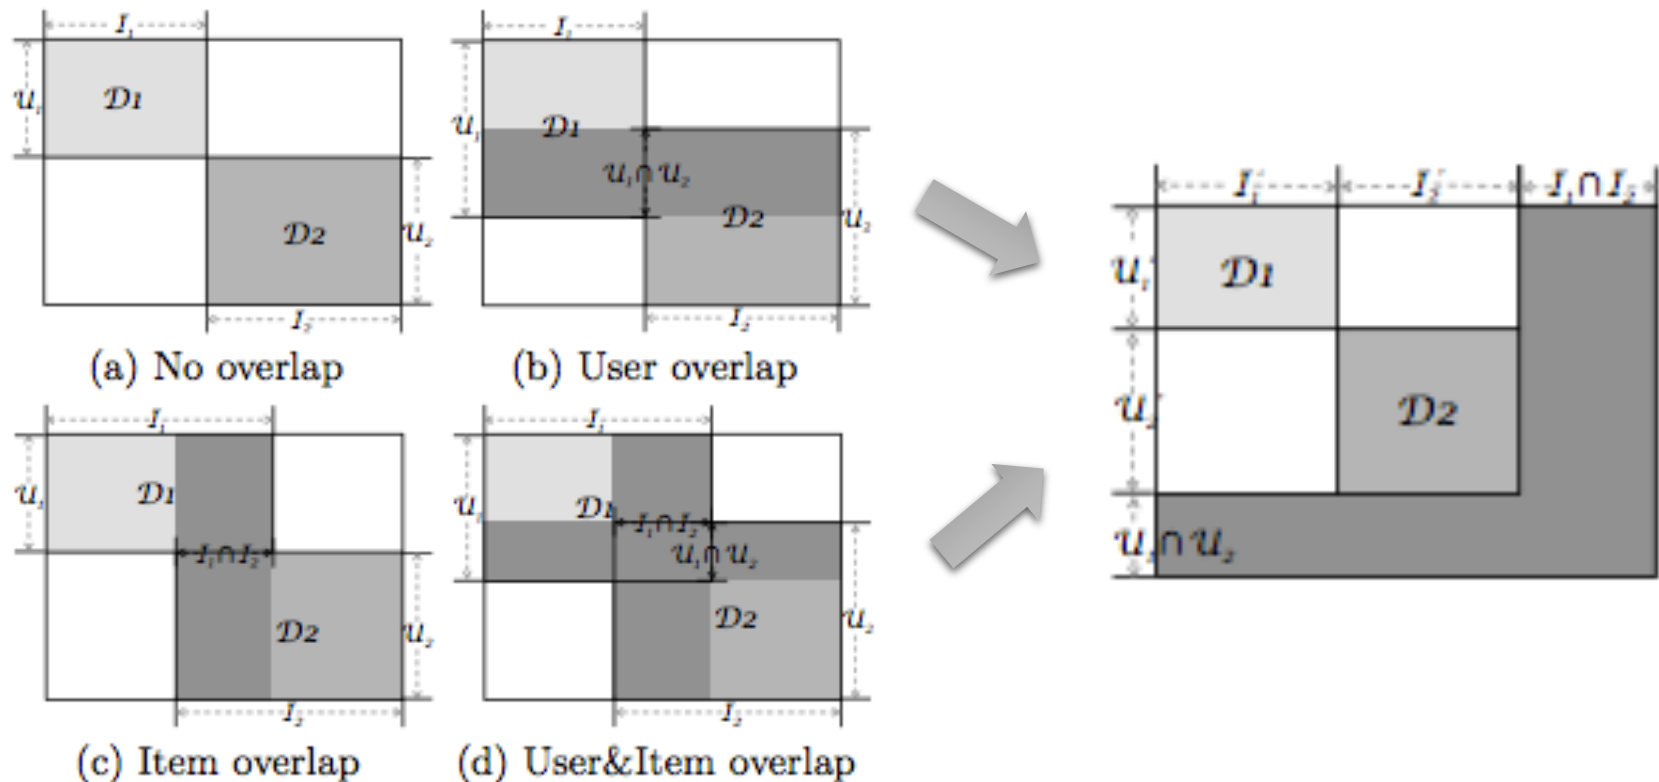 I₁
U₁
D1
D2
U₂
I₂
(a) No overlap
I₁
U₁
D1
U₁∩U₂
D2
U₂
I₂
(b) User overlap
I₁
U₁
D1
I₁∩I₂
D2
U₂
I₂
(c) Item overlap
I₁
U₁
D1
I₁∩I₂
U₁∩U₂
D2
U₂
I₂
(d) User&Item overlap
I₁' I₂' I₁∩I₂
U₁'
D1
U₂'
D2
U₁∩U₂